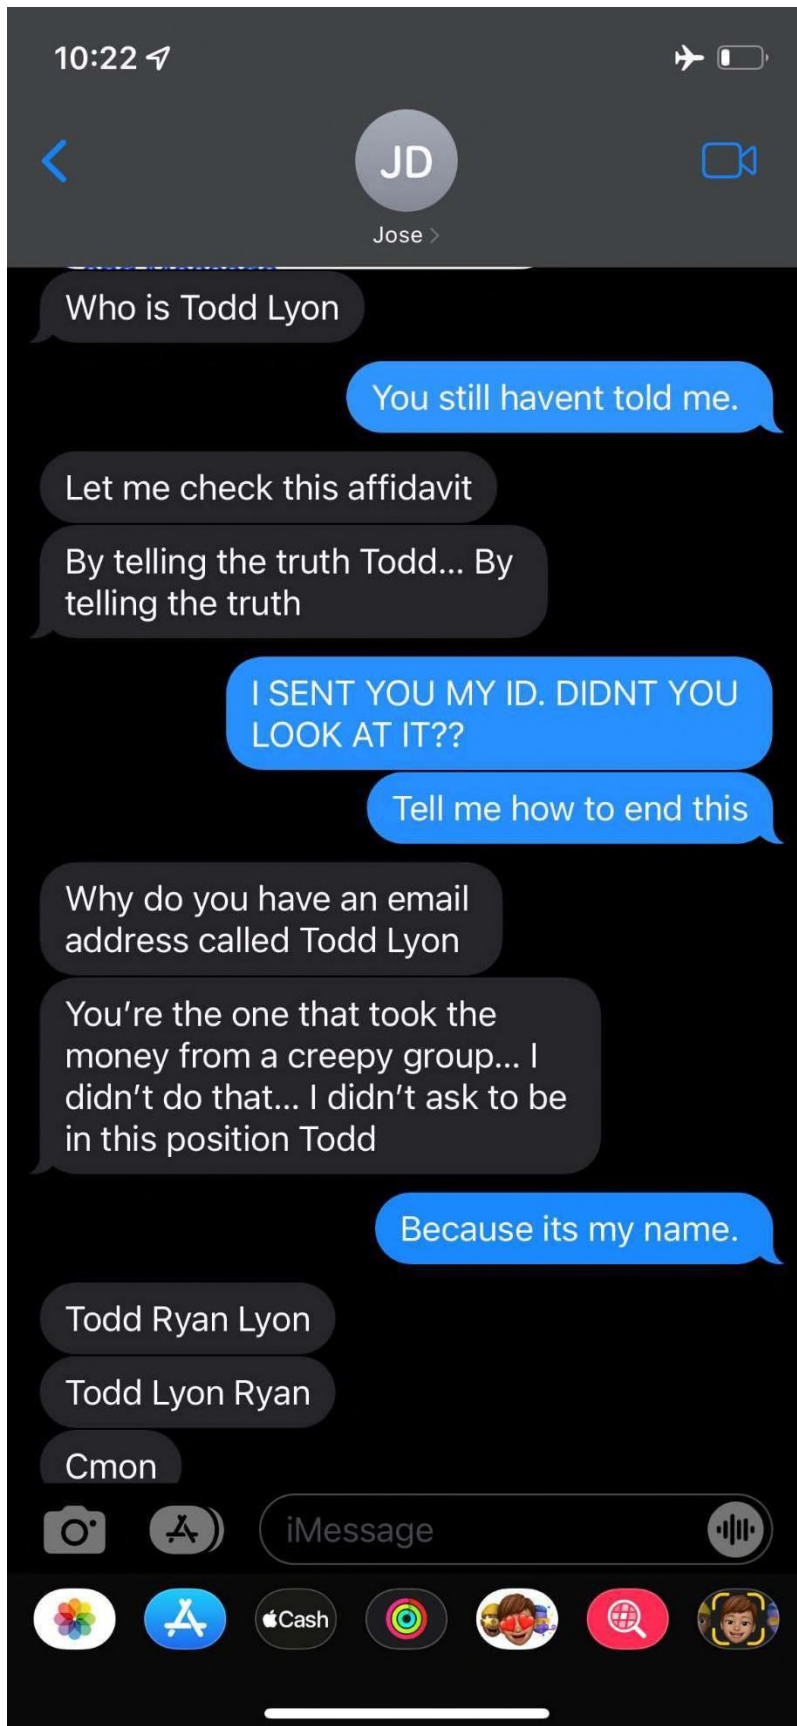 10:22
JD
Jose
Who is Todd Lyon
You still havent told me.
Let me check this affidavit
By telling the truth Todd... By
telling the truth
I SENT YOU MY ID. DIDNT YOU
LOOK AT IT??
Tell me how to end this
Why do you have an email
address called Todd Lyon
You're the one that took the
money from a creepy group... I
didn't do that... I didn't ask to be
in this position Todd
Because its my name.
Todd Ryan Lyon
Todd Lyon Ryan
Cmon
iMessage
Cash